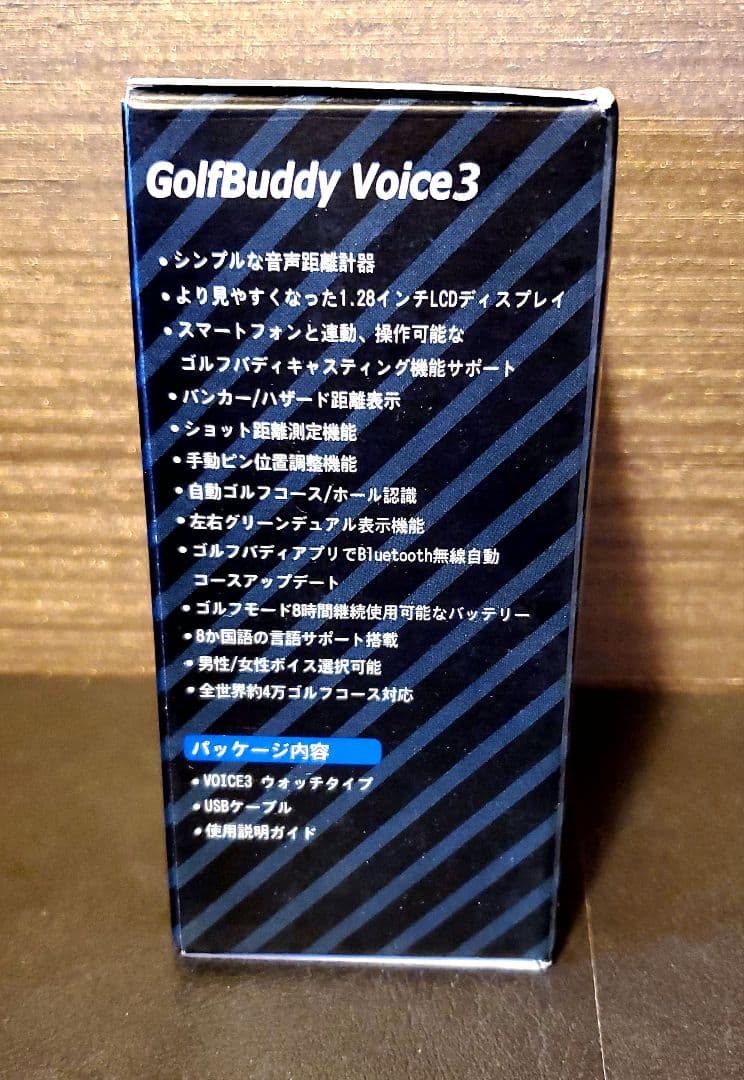 GolfBuddy Voice3
•シンプルな音声距離計器
•より見やすくなった1.28インチLCDディスプレイ
•スマートフォンと連動、操作可能な
ゴルフバディキャスティング機能サポート
•バンカー/ハザード距離表示
•ショット距離測定機能
•手動ピン位置調整機能
•自動ゴルフコース/ホール認識
•左右グリーンデュアル表示機能
•ゴルフバディアプリでBluetooth無線自動
コースアップデート
•ゴルフモード8時間継続使用可能なバッテリー
•8か国語の言語サポート搭載
•男性/女性ボイス選択可能
•全世界約4万ゴルフコース対応
パッケージ内容
•VOICE3 ウォッチタイプ
•USBケーブル
•使用説明ガイド